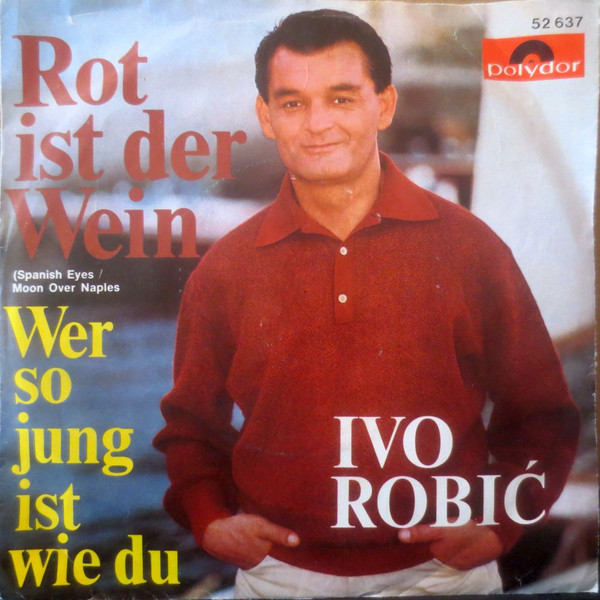 52 637
polydor
Rot
ist der
Wein
(Spanish Eyes /
Moon Over Naples
Wer
so
jung
ist
wie du
IVO
ROBIĆ